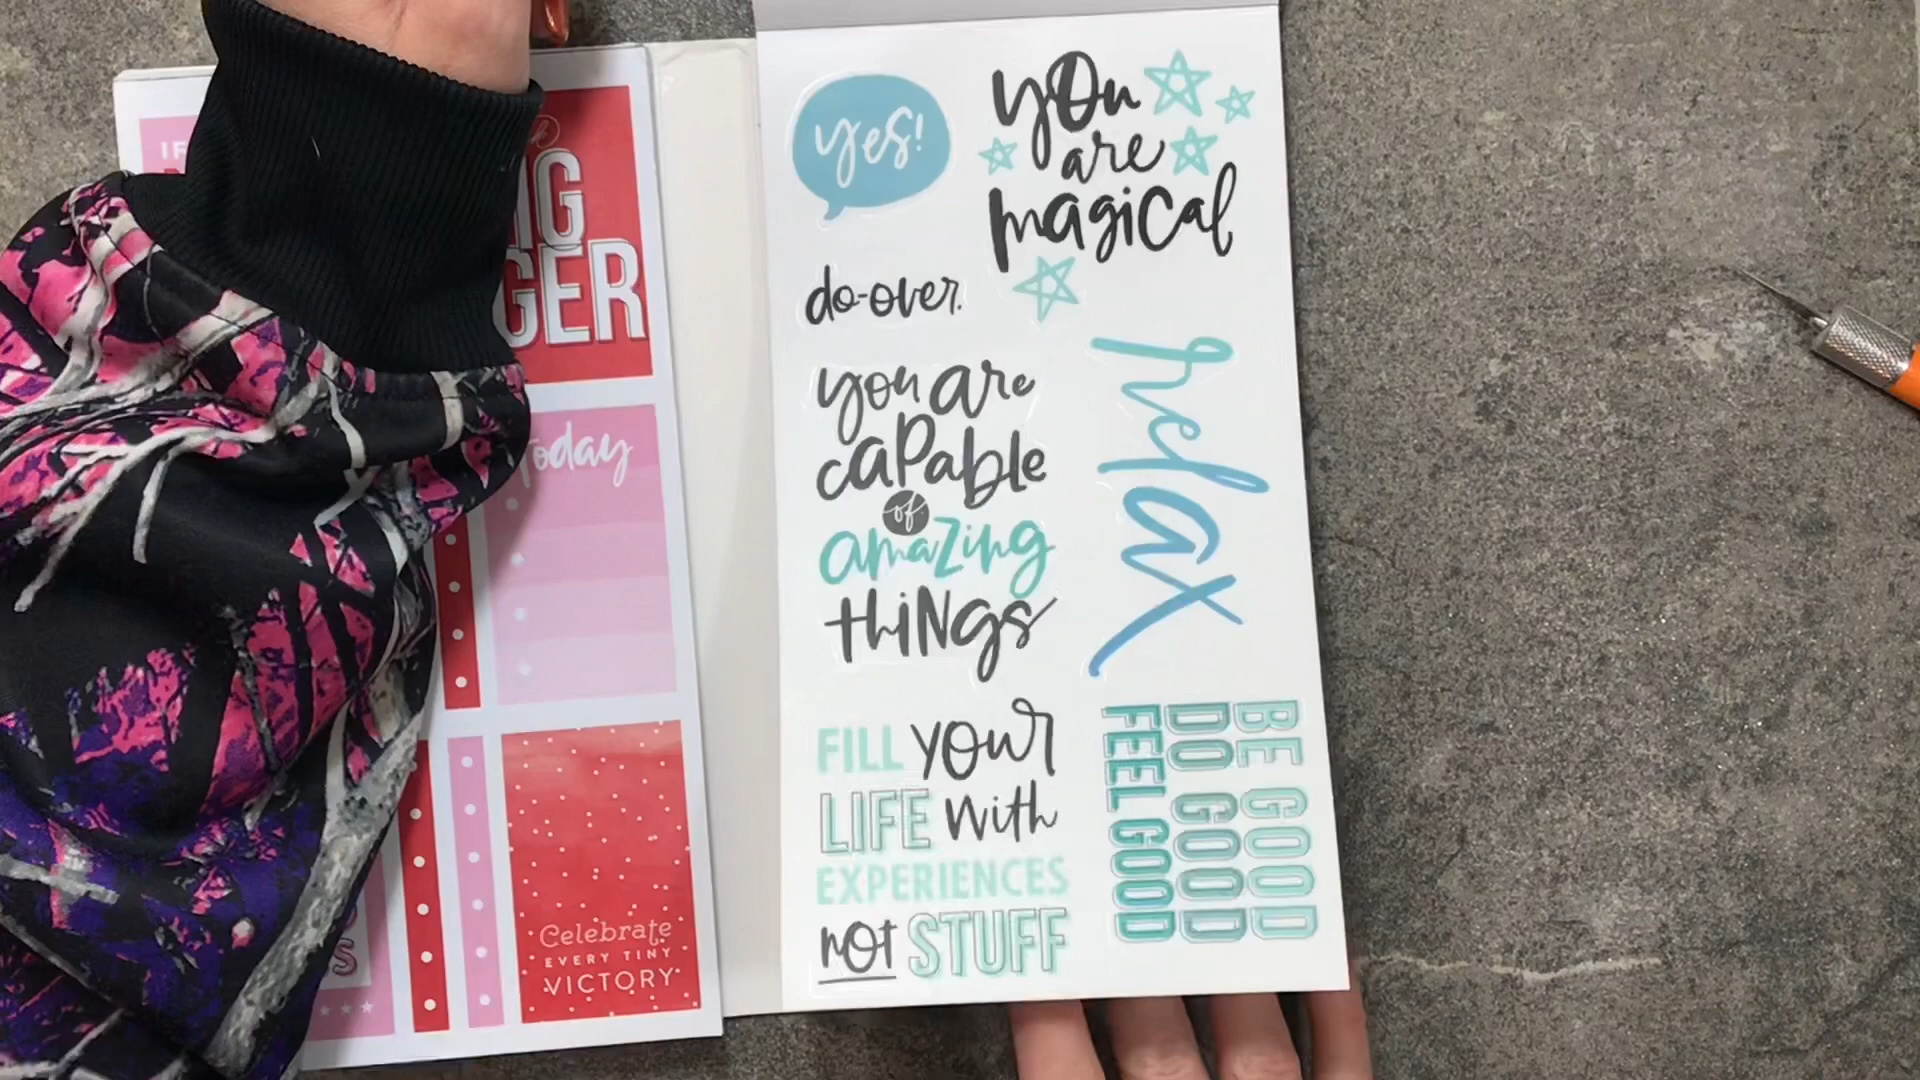 yes!
you
are
magical
do-over.
you are
capable
of
amazing
things
relax
FILL your
LIFE with
EXPERIENCES
not STUFF
BE GOOD
DO GOOD
FEEL GOOD
Today
Celebrate
EVERY TINY
VICTORY